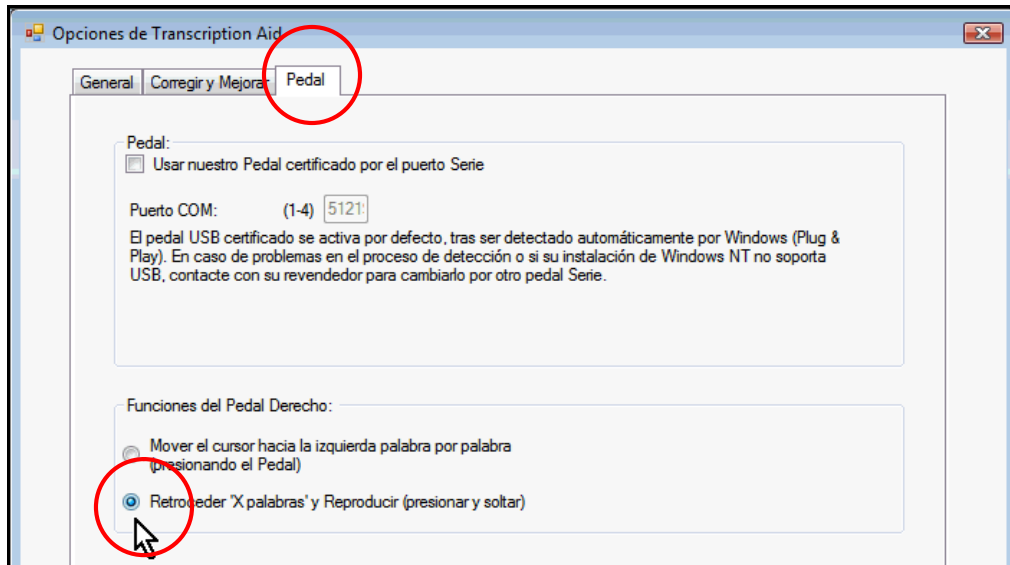 Opciones de Transcription Aid
General Corregir y Mejorar Pedal
Pedal:
Usar nuestro Pedal certificado por el puerto Serie
Puerto COM: (1-4) 5121
El pedal USB certificado se activa por defecto, tras ser detectado automáticamente por Windows (Plug &
Play). En caso de problemas en el proceso de detección o si su instalación de Windows NT no soporta
USB, contacte con su revendedor para cambiarlo por otro pedal Serie.
Funciones del Pedal Derecho:
Mover el cursor hacia la izquierda palabra por palabra
(presionando el Pedal)
Retroceder 'X palabras' y Reproducir (presionar y soltar)